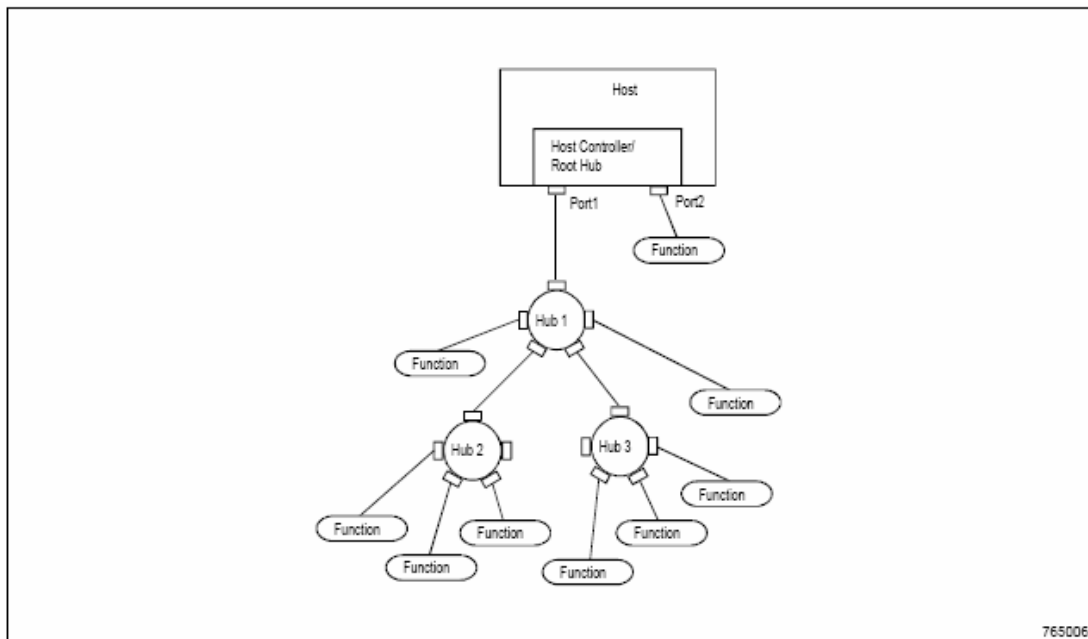 Host
Host Controller/
Root Hub
Port1
Port2
Function
Hub 1
Function
Function
Hub 2
Hub 3
Function
Function
Function
Function
Function
Function
765006